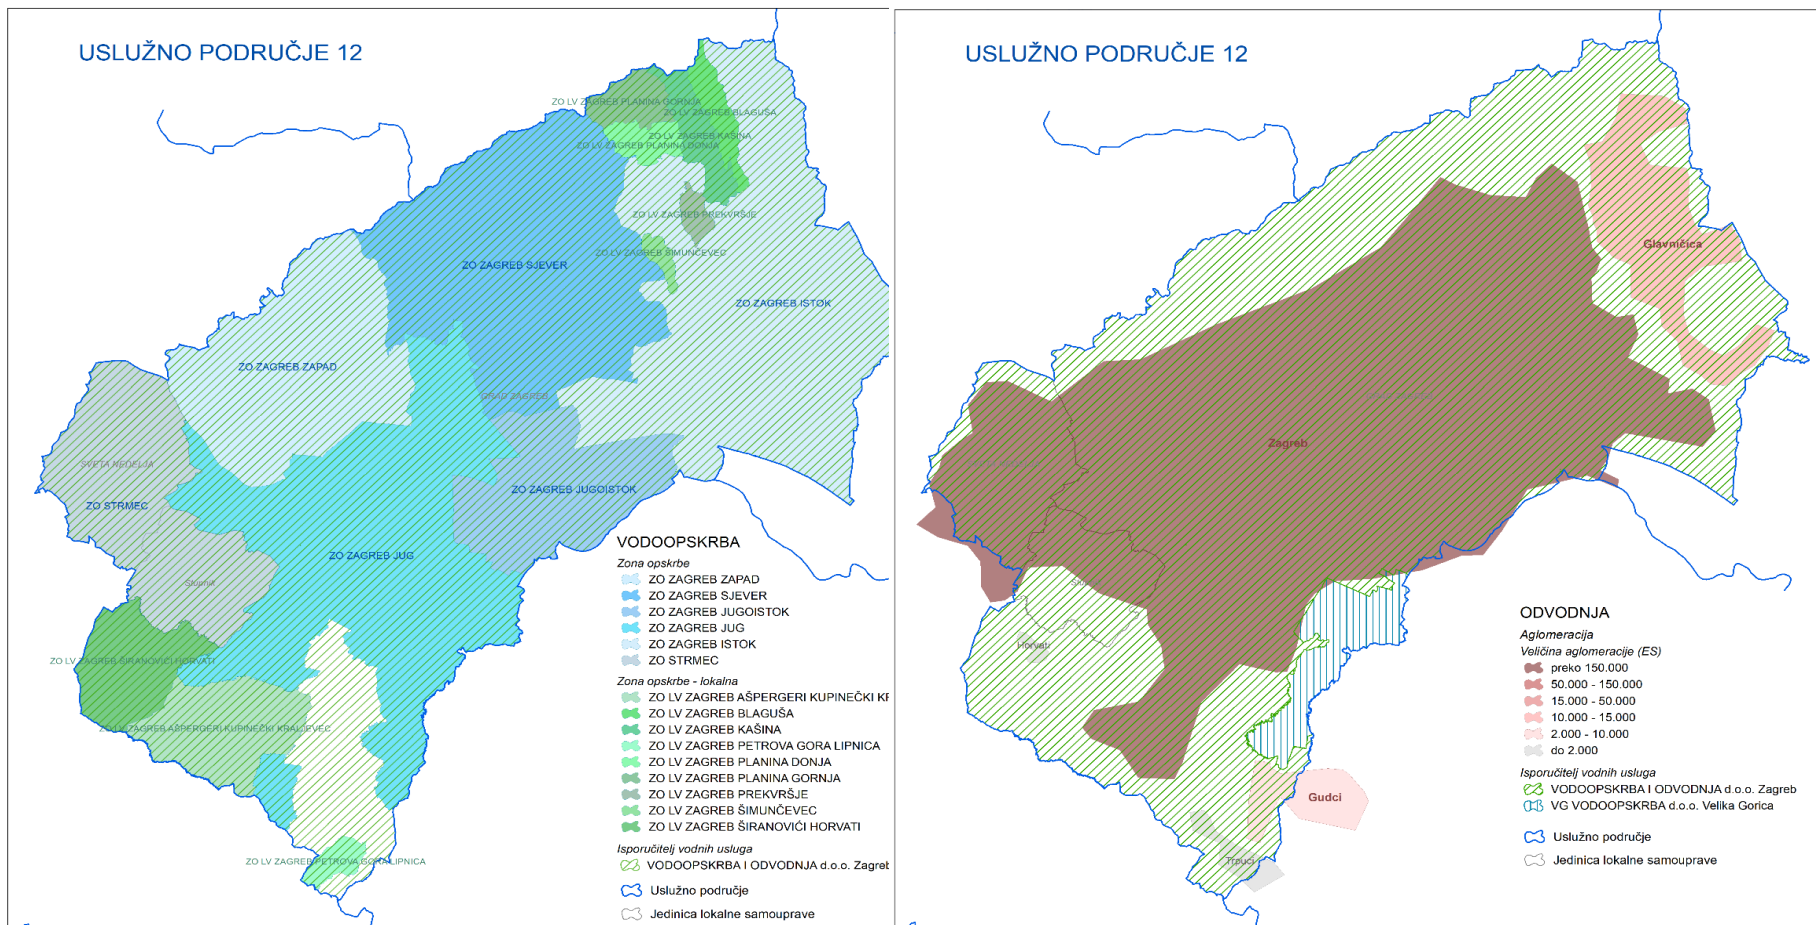 USLUŽNO PODRUČJE 12
ZO LV ZAGREB PLANINA GORNJA
ZO LV ZAGREB BLAGUŠA
ZO LV ZAGREB KAŠINA
ZO LV ZAGREB PLANINA DONJA
ZO LV ZAGREB PREKVRŠJE
ZO LV ZAGREB ŠIMUNČEVEC
ZO ZAGREB SJEVER
ZO ZAGREB ISTOK
ZO ZAGREB ZAPAD
GRAD ZAGREB
SVETA NEDELJA
ZO ZAGREB JUGOISTOK
ZO STRMEC
ZO ZAGREB JUG
Stupnik
ZO LV ZAGREB ŠIRANOVIĆI HORVATI
ZO LV ZAGREB AŠPERGERI KUPINEČKI KRALJEVEC
ZO LV ZAGREB PETROVA GORA LIPNICA
VODOOPSKRBA
Zona opskrbe
ZO ZAGREB ZAPAD
ZO ZAGREB SJEVER
ZO ZAGREB JUGOISTOK
ZO ZAGREB JUG
ZO ZAGREB ISTOK
ZO STRMEC
Zona opskrbe - lokalna
ZO LV ZAGREB AŠPERGERI KUPINEČKI KF
ZO LV ZAGREB BLAGUŠA
ZO LV ZAGREB KAŠINA
ZO LV ZAGREB PETROVA GORA LIPNICA
ZO LV ZAGREB PLANINA DONJA
ZO LV ZAGREB PLANINA GORNJA
ZO LV ZAGREB PREKVRŠJE
ZO LV ZAGREB ŠIMUNČEVEC
ZO LV ZAGREB ŠIRANOVIĆI HORVATI
Isporučitelj vodnih usluga
VODOOPSKRBA I ODVODNJA d.o.o. Zagreb
Uslužno područje
Jedinica lokalne samouprave
USLUŽNO PODRUČJE 12
Glavničica
Zagreb
Horvati
Gudci
Trpuci
ODVODNJA
Aglomeracija
Veličina aglomeracije (ES)
preko 150.000
50.000 - 150.000
15.000 - 50.000
10.000 - 15.000
2.000 - 10.000
do 2.000
Isporučitelj vodnih usluga
VODOOPSKRBA I ODVODNJA d.o.o. Zagreb
VG VODOOPSKRBA d.o.o. Velika Gorica
Uslužno područje
Jedinica lokalne samouprave